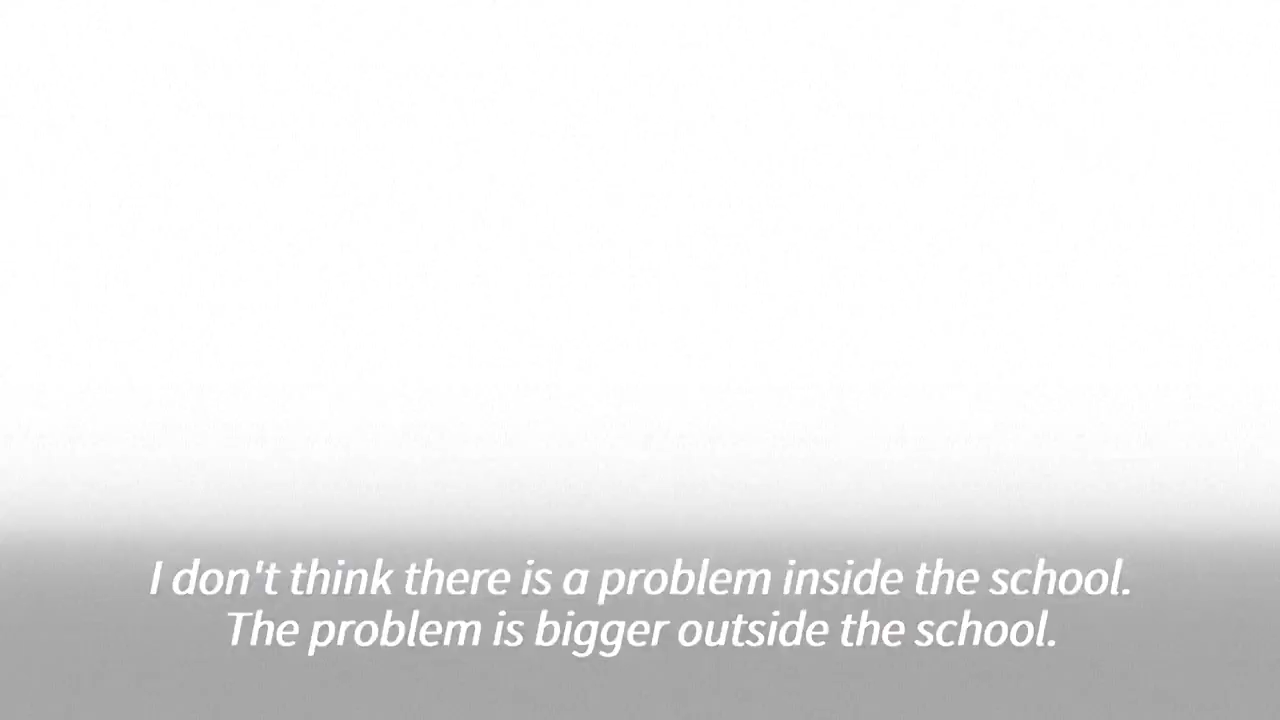 I don't think there is a problem inside the school.
The problem is bigger outside the school.